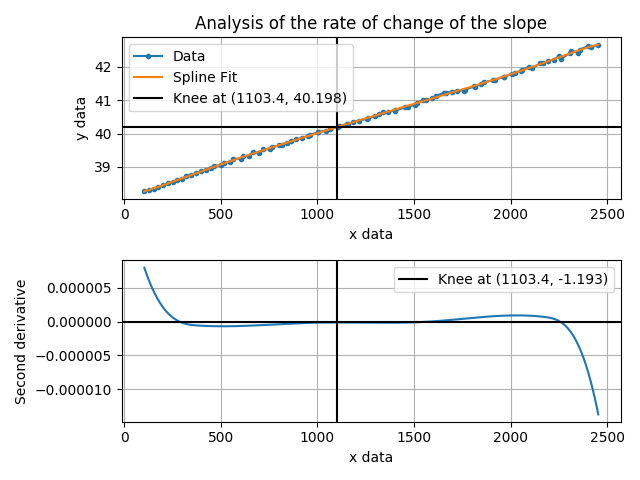 Analysis of the rate of change of the slope
Data
Spline Fit
Knee at (1103.4, 40.198)
42
41
40
39
y data
0
500
1000
1500
2000
2500
x data
Knee at (1103.4, -1.193)
0.000005
0.000000
−0.000005
−0.000010
Second derivative
0
500
1000
1500
2000
2500
x data